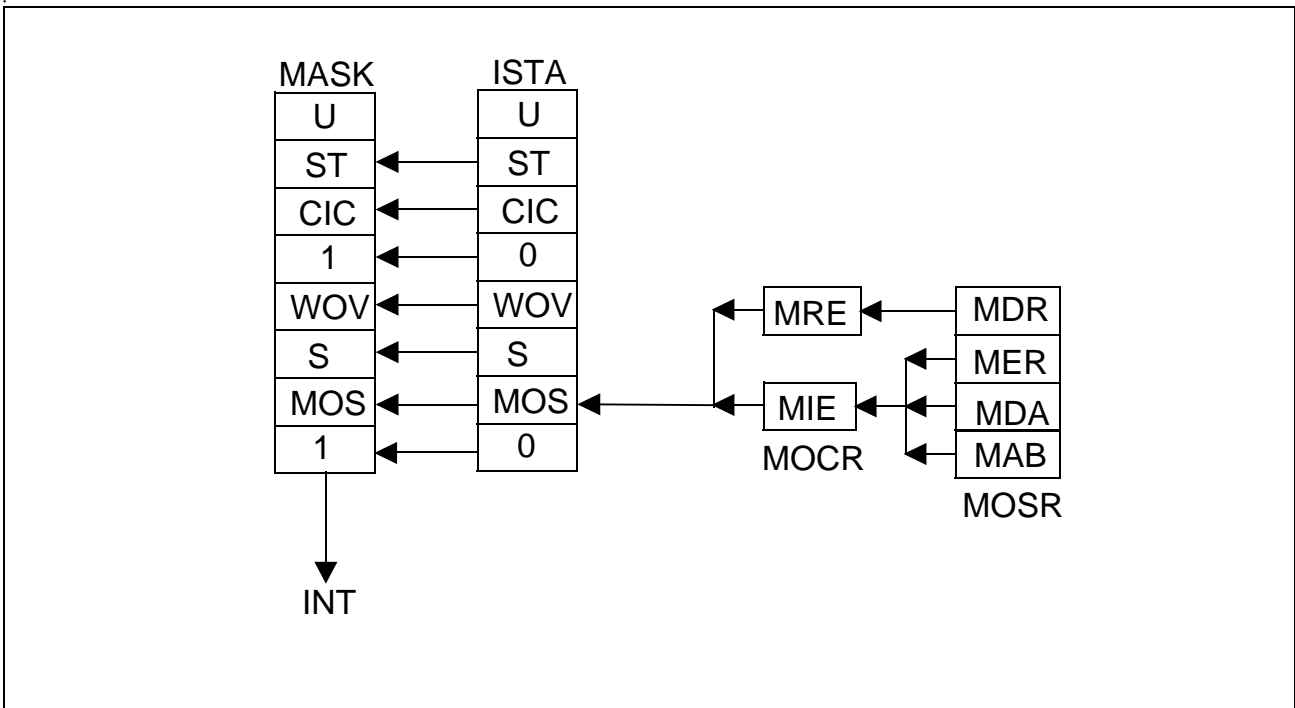 MASK ISTA
U U
ST ST
CIC CIC
1 0
WOV WOV MRE MDR
S S MER
MOS MOS MIE MDA
1 0 MOCR MAB
MOSR
INT